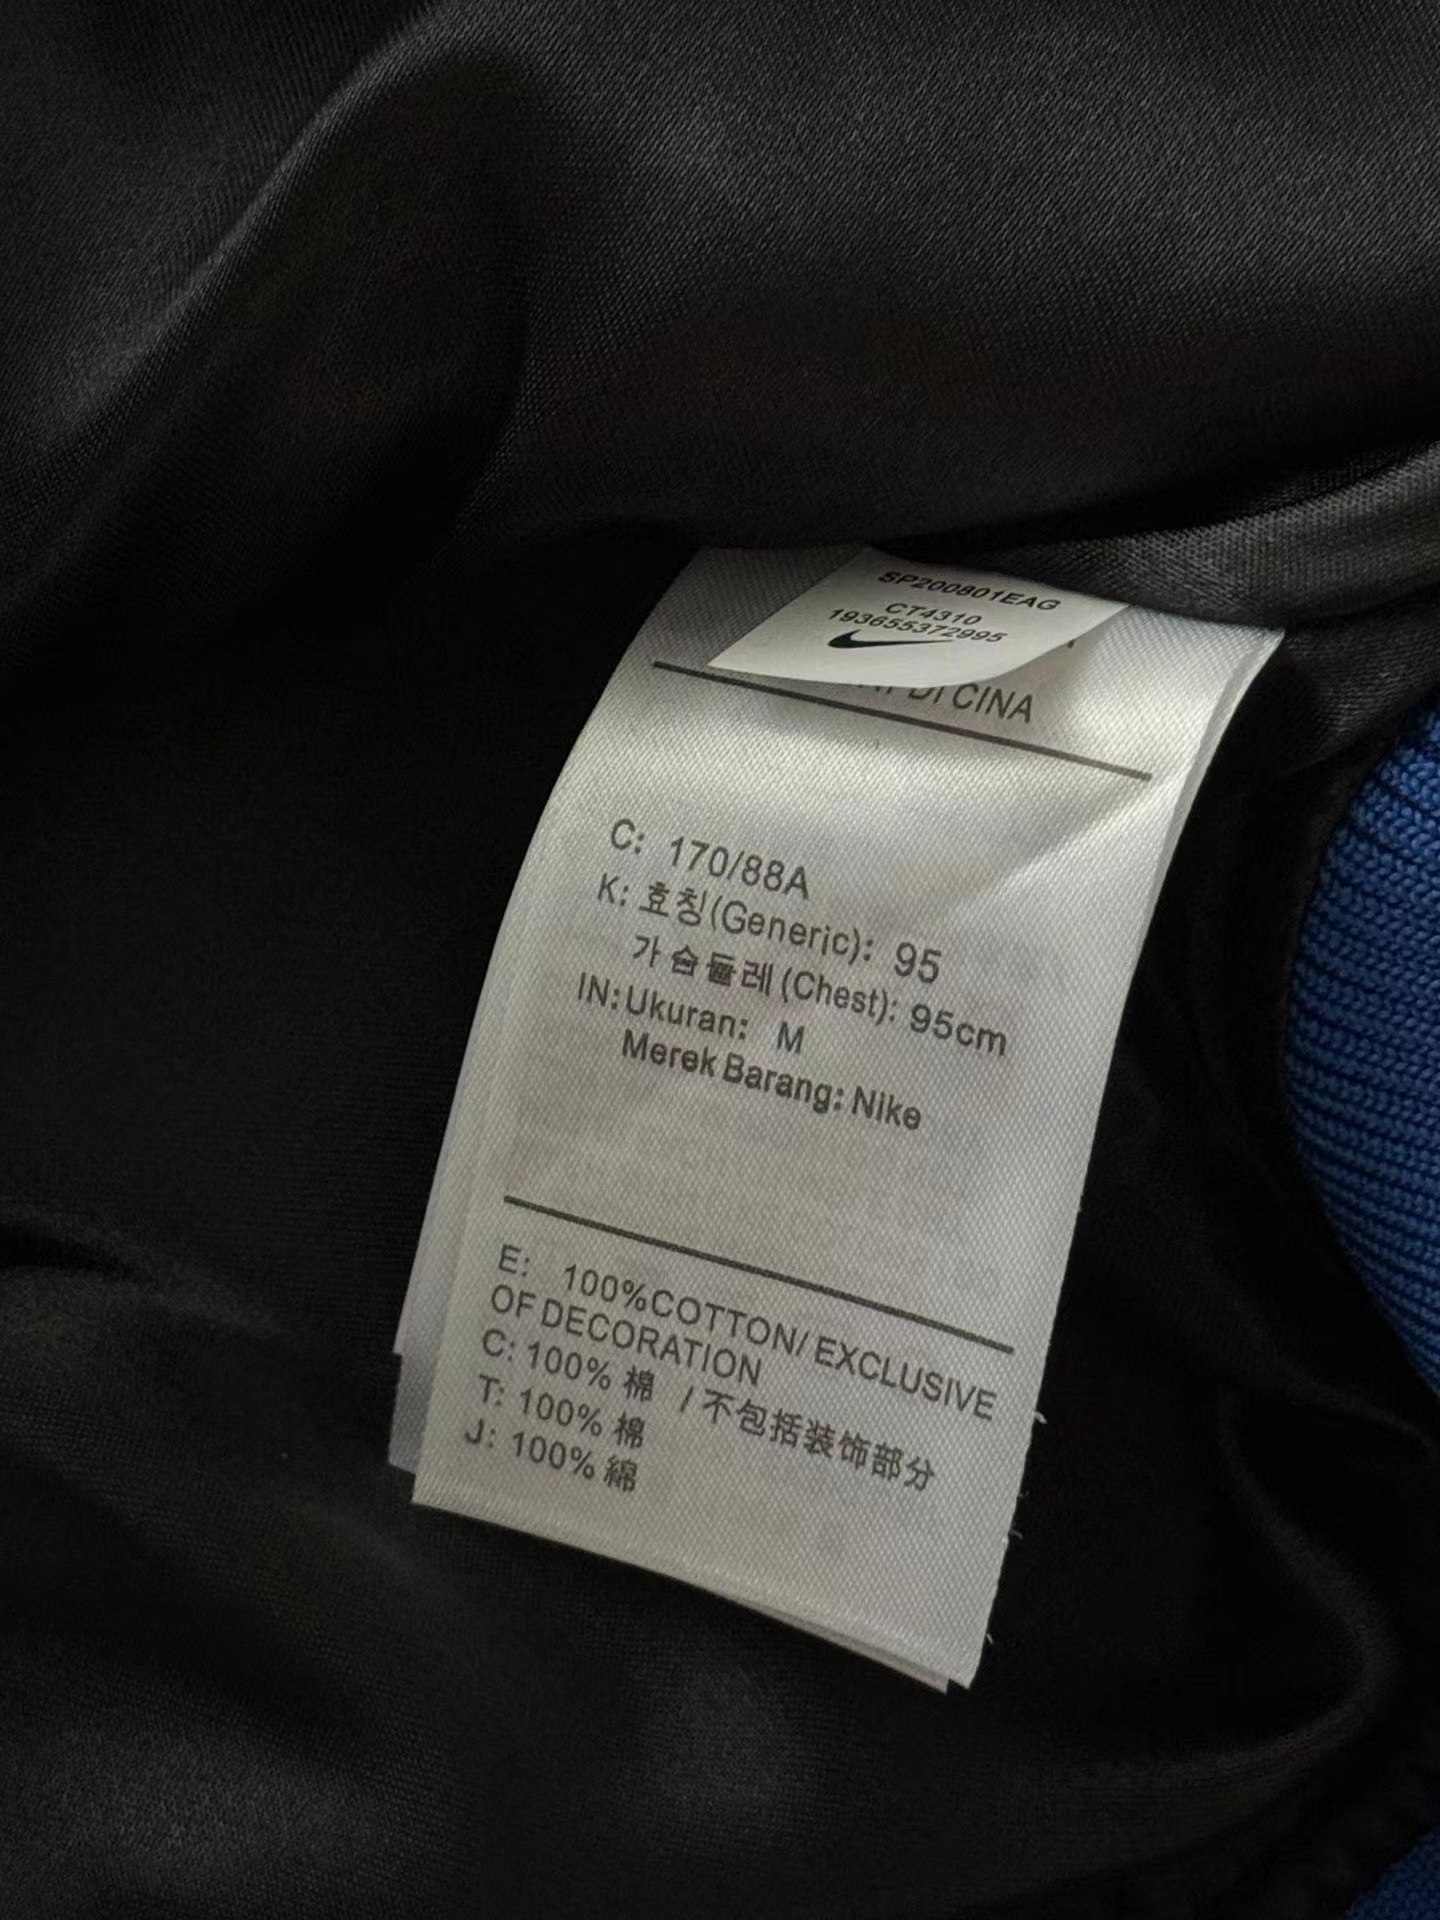 SP200801EAG
CT4310
193655372995
DI CINA
C: 170/88A
K: 효칭(Generic): 95
가슴둘레(Chest): 95cm
IN: Ukuran: M
Merek Barang: Nike
E: 100%COTTON/ EXCLUSIVE
OF DECORATION
C: 100% 棉 / 不包括装饰部分
T: 100% 棉
J: 100% 綿